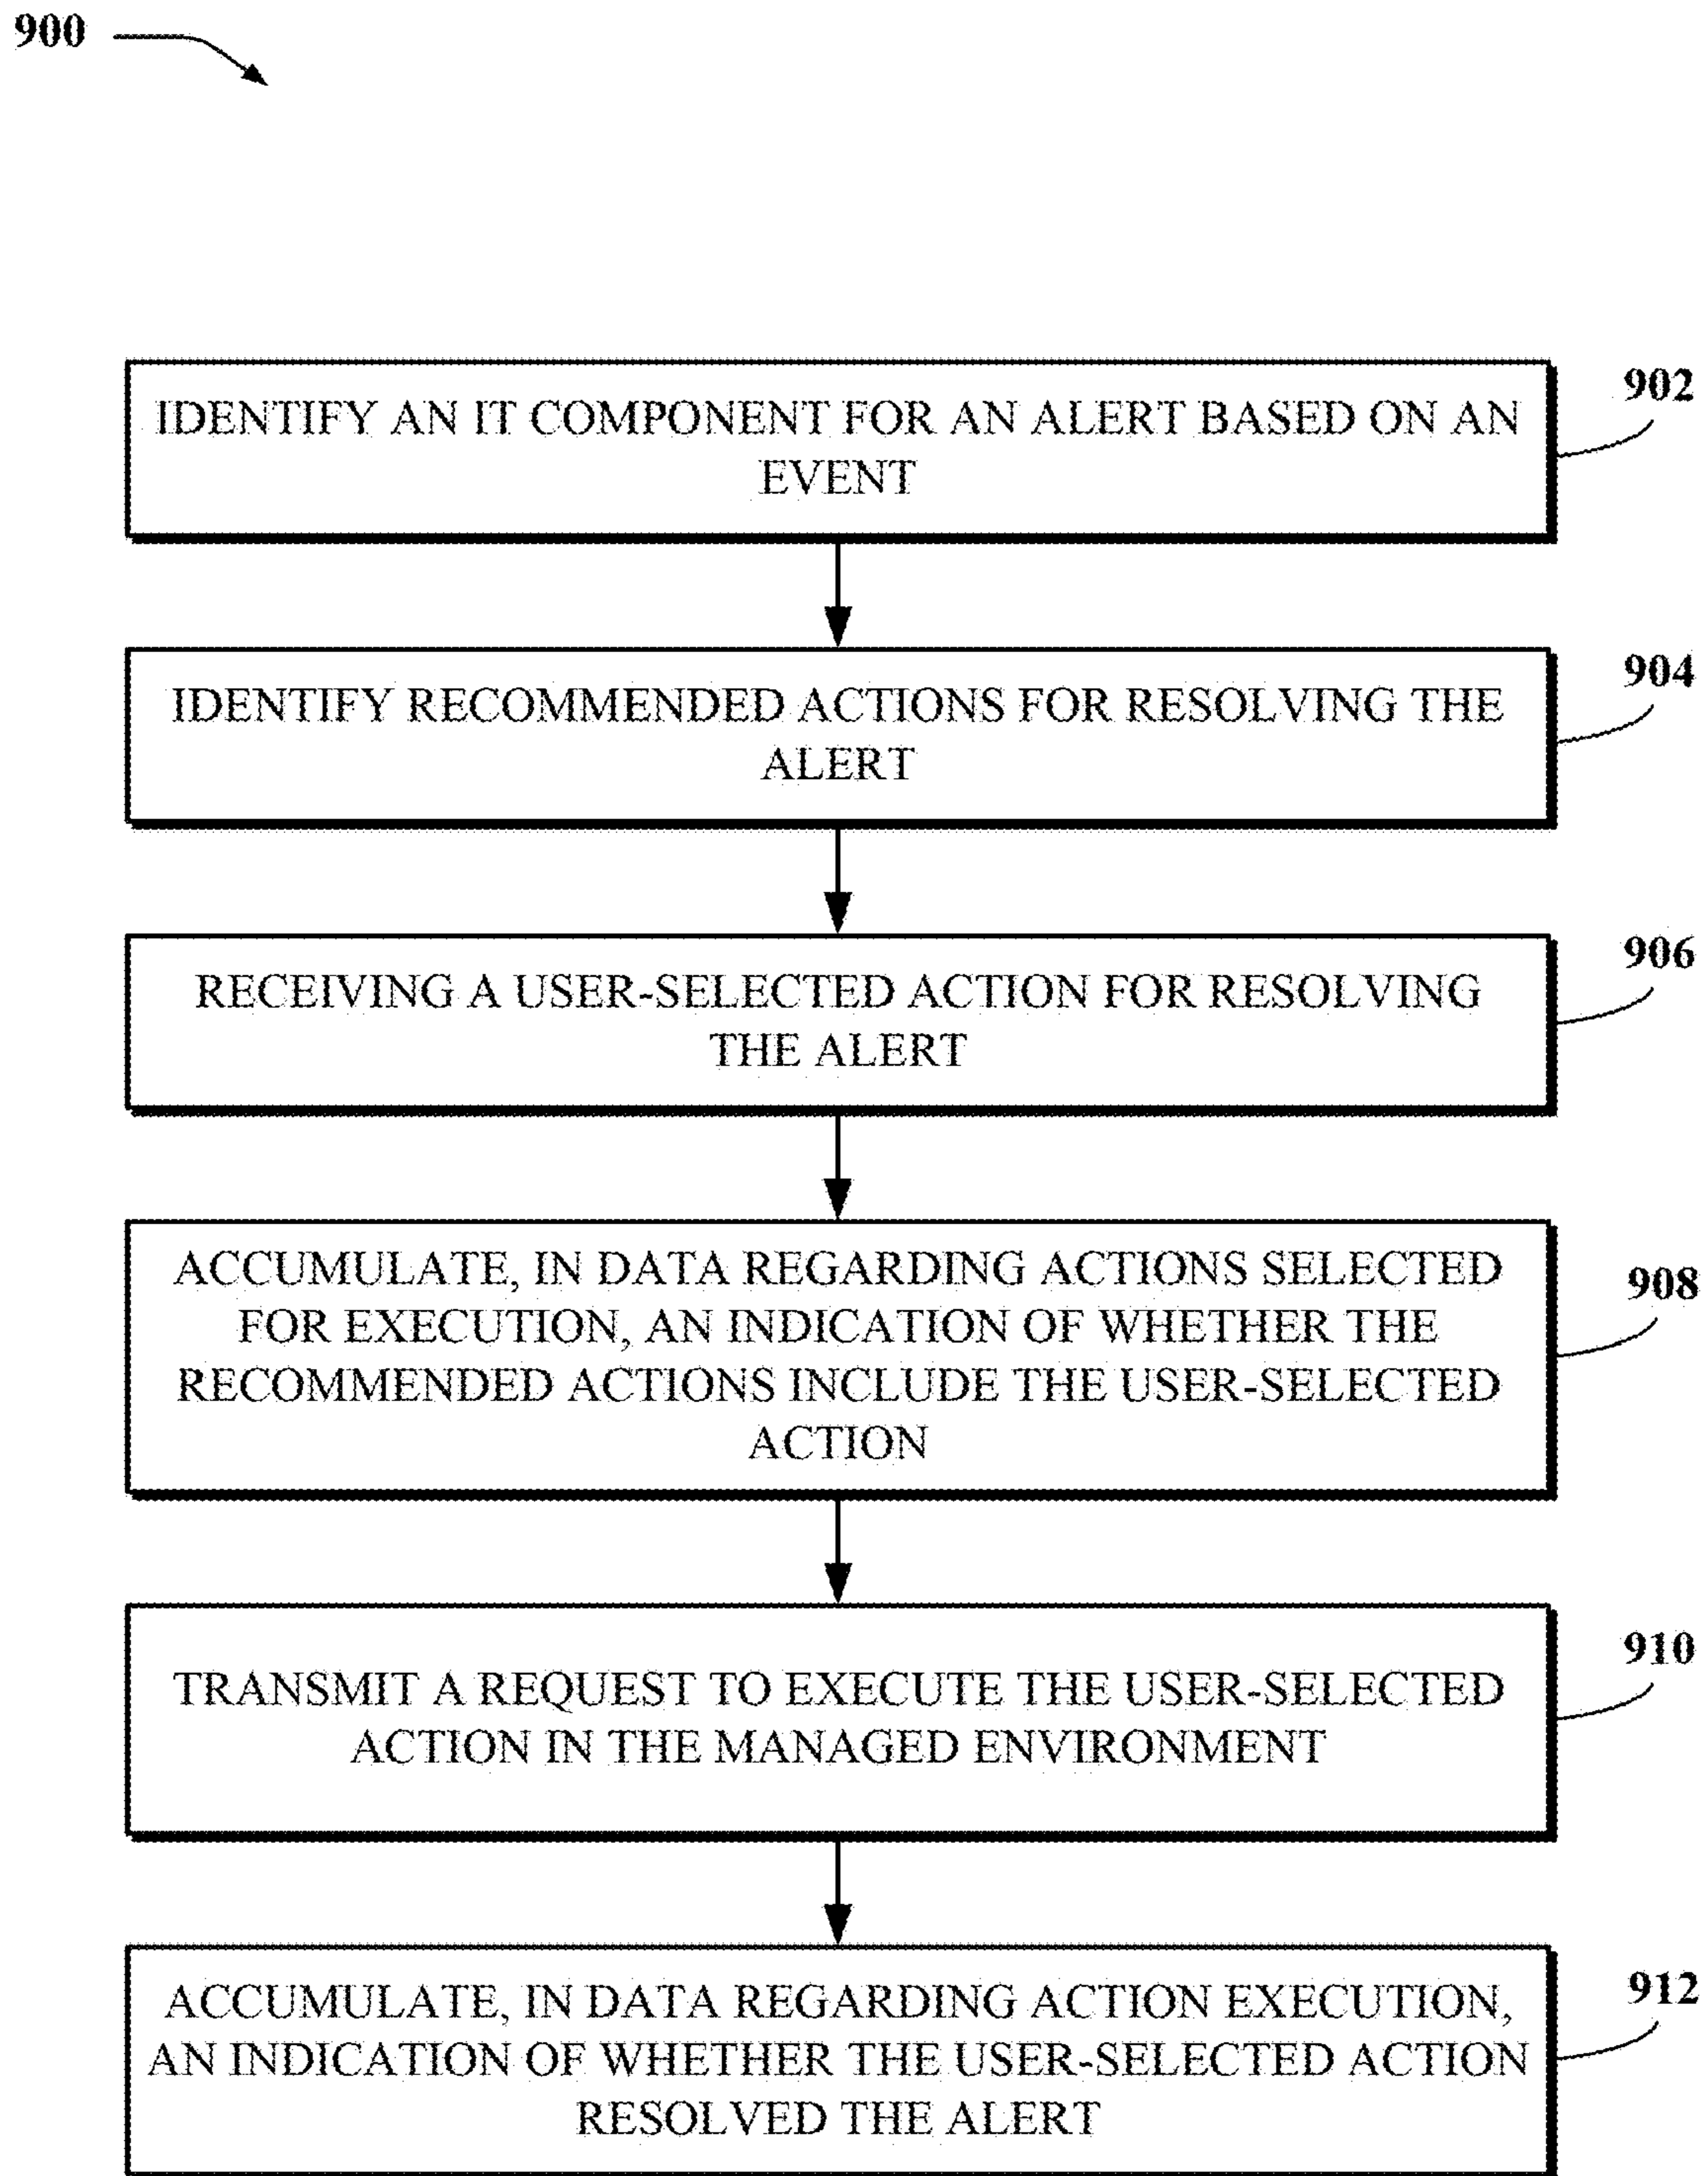 900
IDENTIFY AN IT COMPONENT FOR AN ALERT BASED ON AN
EVENT
902
IDENTIFY RECOMMENDED ACTIONS FOR RESOLVING THE
ALERT
904
RECEIVING A USER-SELECTED ACTION FOR RESOLVING
THE ALERT
906
ACCUMULATE, IN DATA REGARDING ACTIONS SELECTED
FOR EXECUTION, AN INDICATION OF WHETHER THE
RECOMMENDED ACTIONS INCLUDE THE USER-SELECTED
ACTION
908
TRANSMIT A REQUEST TO EXECUTE THE USER-SELECTED
ACTION IN THE MANAGED ENVIRONMENT
910
ACCUMULATE, IN DATA REGARDING ACTION EXECUTION,
AN INDICATION OF WHETHER THE USER-SELECTED ACTION
RESOLVED THE ALERT
912